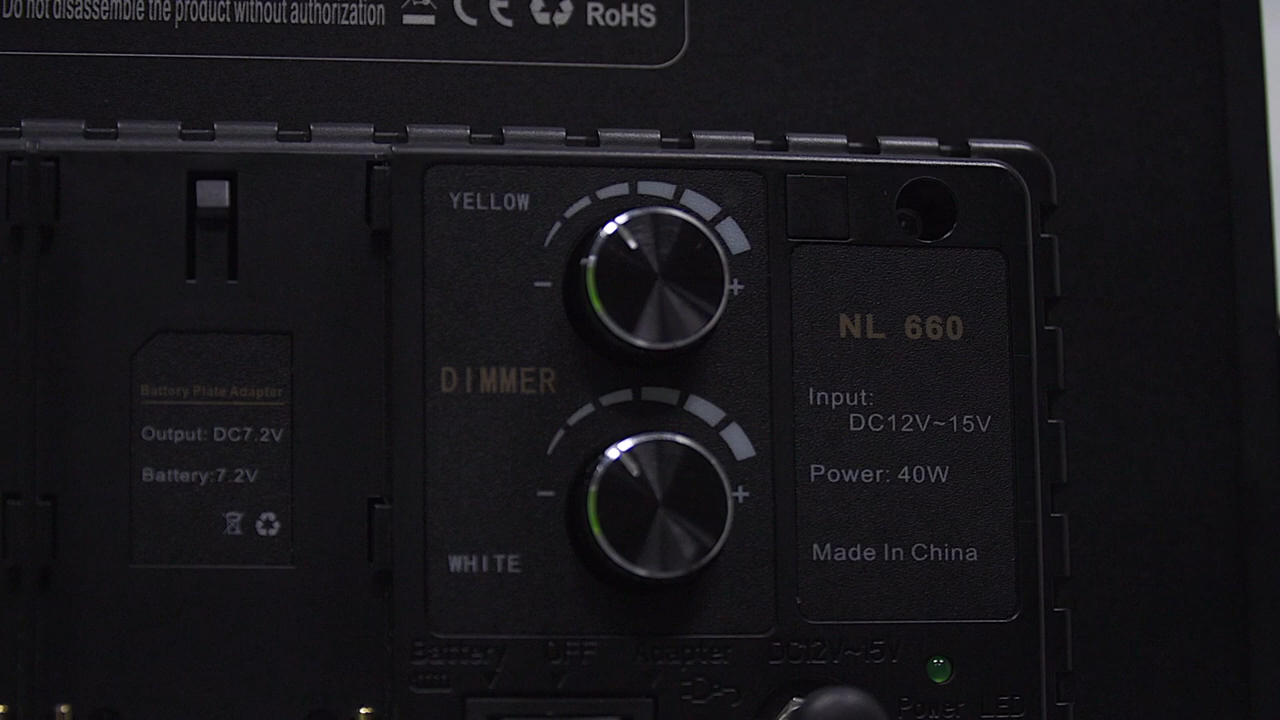 Do not disassemble the product without authorization CE RoHS
YELLOW
- +
DIMMER
- +
WHITE
NL 660
Input:
DC12V~15V
Power: 40W
Made In China
Battery Plate Adapter
Output: DC7.2V
Battery:7.2V
Battery OFF Adapter DC12V~15V
Power LED